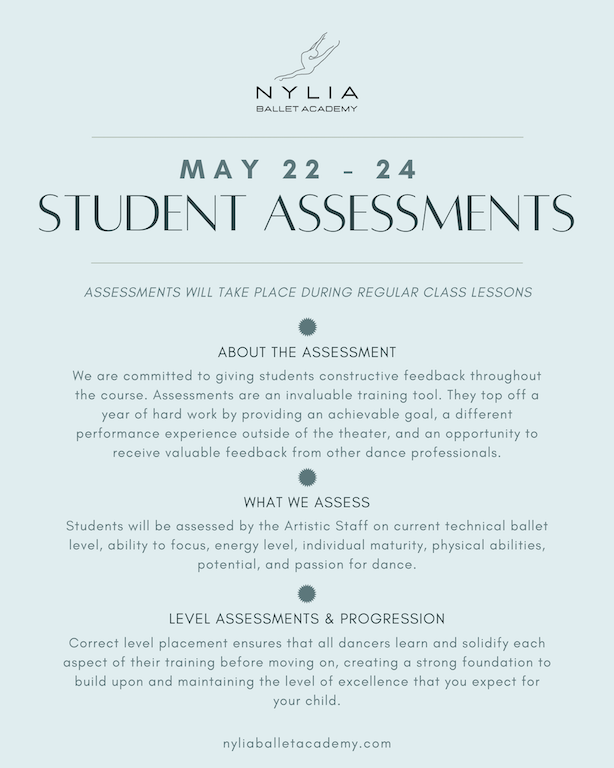 NYLIA
BALLET ACADEMY
MAY 22 - 24
STUDENT ASSESSMENTS
ASSESSMENTS WILL TAKE PLACE DURING REGULAR CLASS LESSONS
ABOUT THE ASSESSMENT
We are committed to giving students constructive feedback throughout
the course. Assessments are an invaluable training tool. They top off a
year of hard work by providing an achievable goal, a different
performance experience outside of the theater, and an opportunity to
receive valuable feedback from other dance professionals.
WHAT WE ASSESS
Students will be assessed by the Artistic Staff on current technical ballet
level, ability to focus, energy level, individual maturity, physical abilities,
potential, and passion for dance.
LEVEL ASSESSMENTS & PROGRESSION
Correct level placement ensures that all dancers learn and solidify each
aspect of their training before moving on, creating a strong foundation to
build upon and maintaining the level of excellence that you expect for
your child.
nyliaballetacademy.com